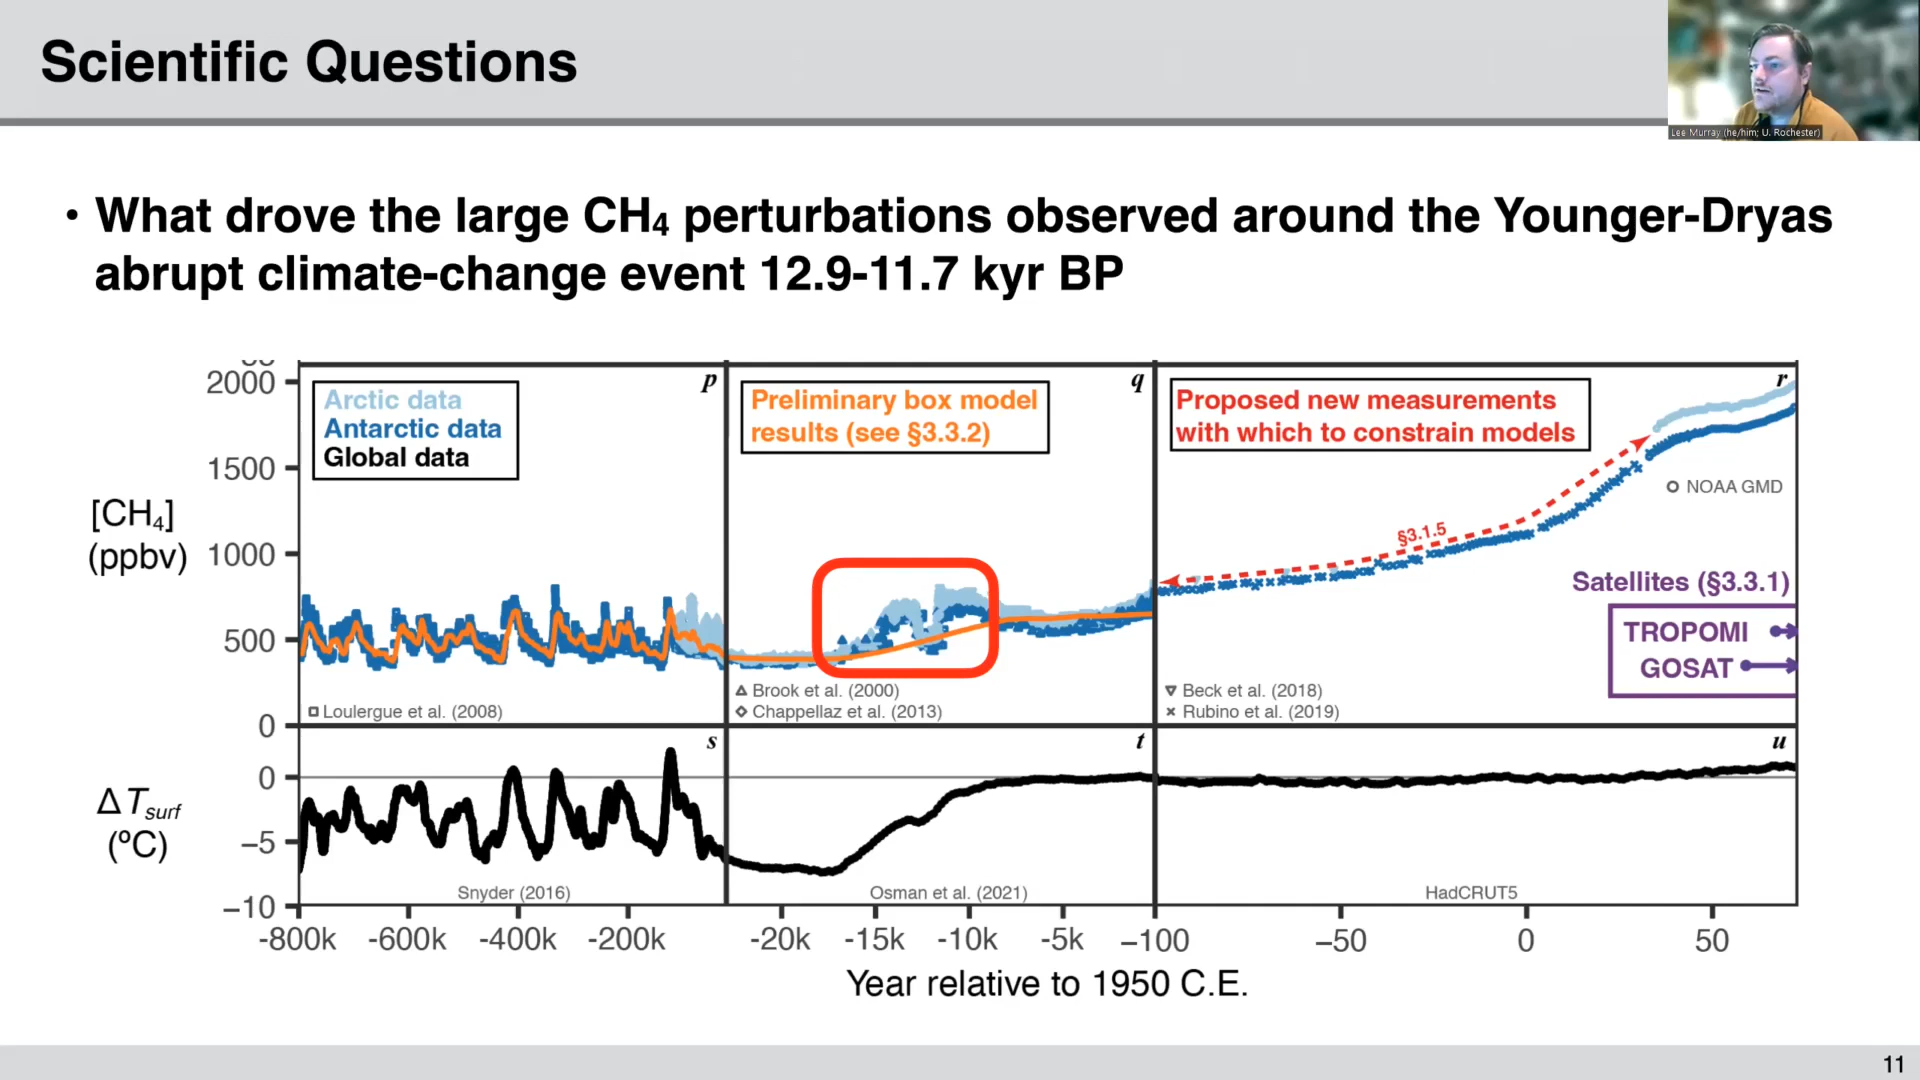 Scientific Questions
Lee Murray (he/him; U. Rochester)
• What drove the large CH₄ perturbations observed around the Younger-Dryas
abrupt climate-change event 12.9-11.7 kyr BP
2000
1500
1000
500
0
[CH₄]
(ppbv)
p
Arctic data
Antarctic data
Global data
Loulergue et al. (2008)
q
Preliminary box model
results (see §3.3.2)
Brook et al. (2000)
Chappellaz et al. (2013)
r
Proposed new measurements
with which to constrain models
§3.1.5
NOAA GMD
Satellites (§3.3.1)
TROPOMI
GOSAT
Beck et al. (2018)
Rubino et al. (2019)
0
−5
−10
ΔTsurf
(ºC)
s
Snyder (2016)
t
Osman et al. (2021)
u
HadCRUT5
-800k -600k -400k -200k -20k -15k -10k -5k −100 −50 0 50
Year relative to 1950 C.E.
11